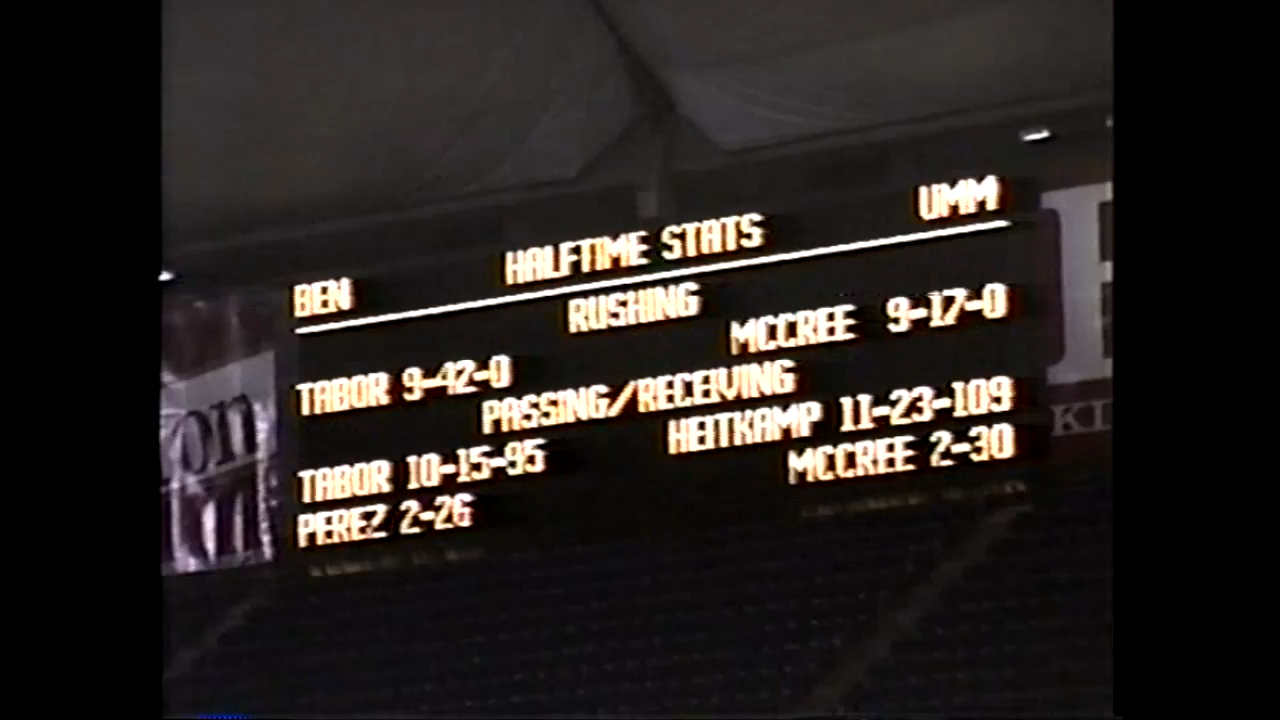 BEN HALFTIME STATS UMM
RUSHING
TABOR 9-42-0 MCCREE 9-17-0
PASSING/RECEIVING
TABOR 10-15-95 HEITKAMP 11-23-109
PEREZ 2-26 MCCREE 2-30